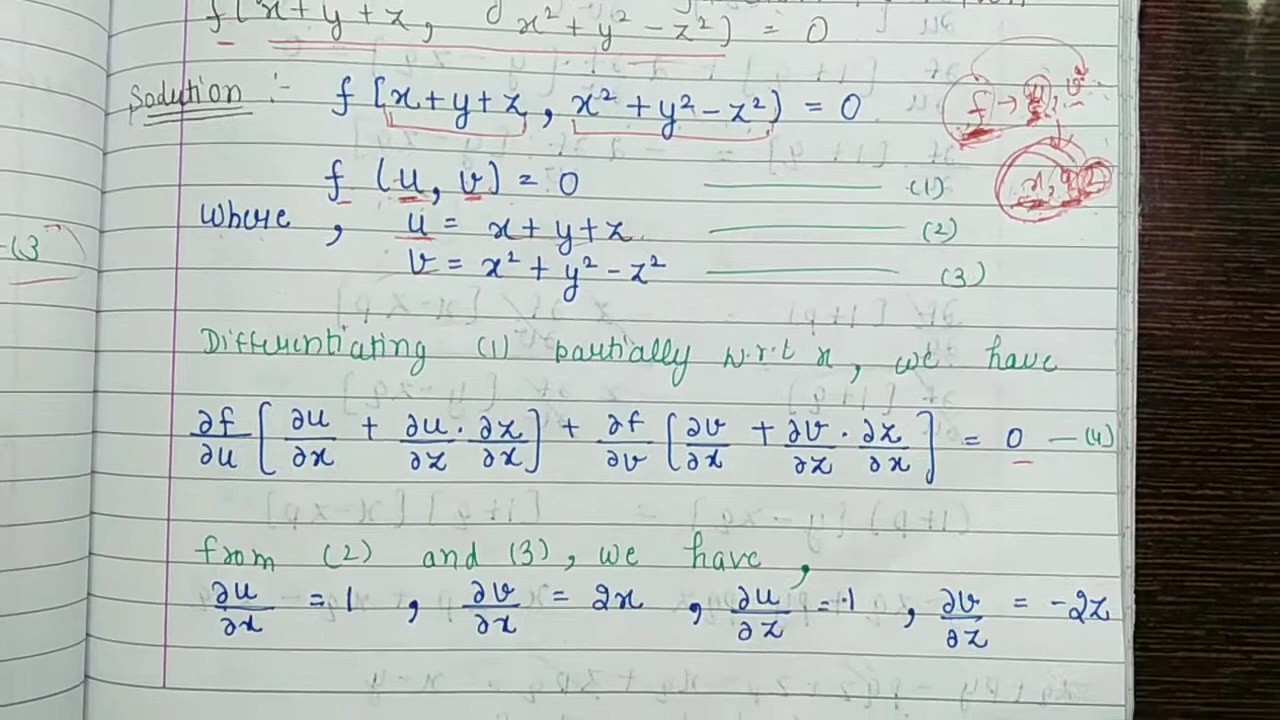 f(x+y+z, x²+y²-z²) = 0
Solution :- f[x+y+z, x²+y²-z²) = 0
f → u, v
f (u, v) = 0 ——— (1)
x, y z
where, u = x+y+z. ——— (2)
(3
v = x²+y²-z² ——— (3)
Differentiating (1) partially w.r.t x, we have
∂f/∂u [∂u/∂x + ∂u/∂z · ∂z/∂x] + ∂f/∂v [∂v/∂x + ∂v/∂z · ∂z/∂x] = 0 — (4)
from (2) and (3), we have,
∂u/∂x = 1, ∂v/∂x = 2x, ∂u/∂z = 1, ∂v/∂z = -2z